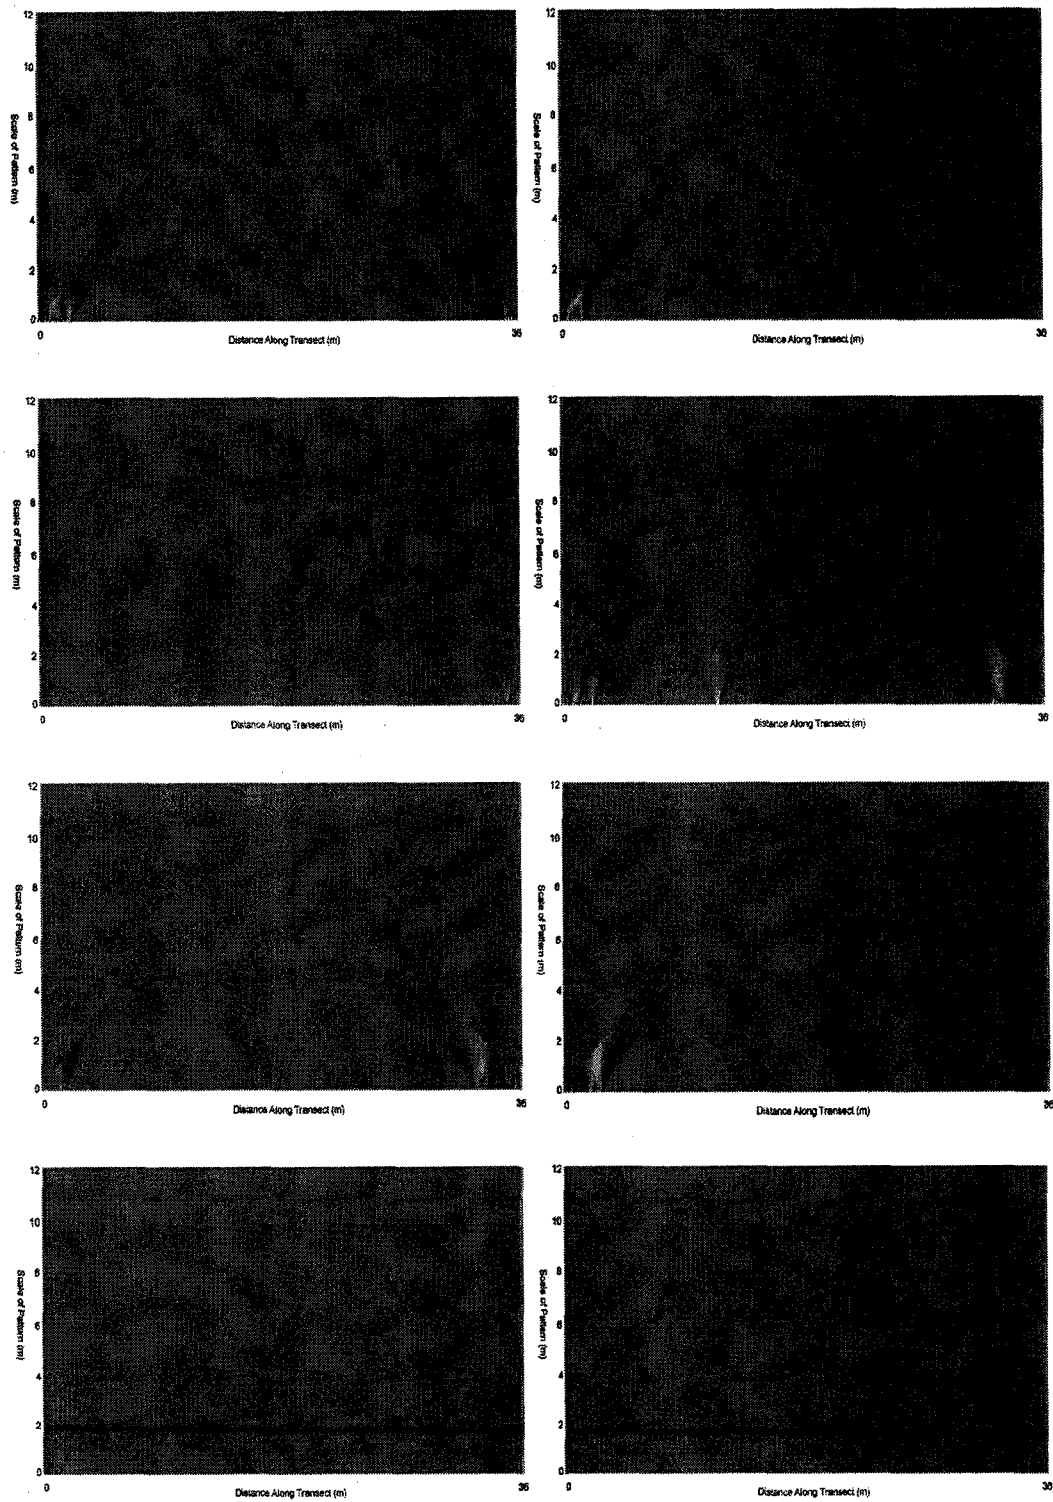 12 12
10 10
8 8
6 6
4 4
2 2
0 0
Scale of Pattern (m) Scale of Pattern (m)
0 36 0 36
Distance Along Transect (m) Distance Along Transect (m)
12 12
10 10
8 8
6 6
4 4
2 2
0 0
Scale of Pattern (m) Scale of Pattern (m)
0 36 0 36
Distance Along Transect (m) Distance Along Transect (m)
12 12
10 10
8 8
6 6
4 4
2 2
0 0
Scale of Pattern (m) Scale of Pattern (m)
0 36 0 36
Distance Along Transect (m) Distance Along Transect (m)
12 12
10 10
8 8
6 6
4 4
2 2
0 0
Scale of Pattern (m) Scale of Pattern (m)
0 36 0 36
Distance Along Transect (m) Distance Along Transect (m)